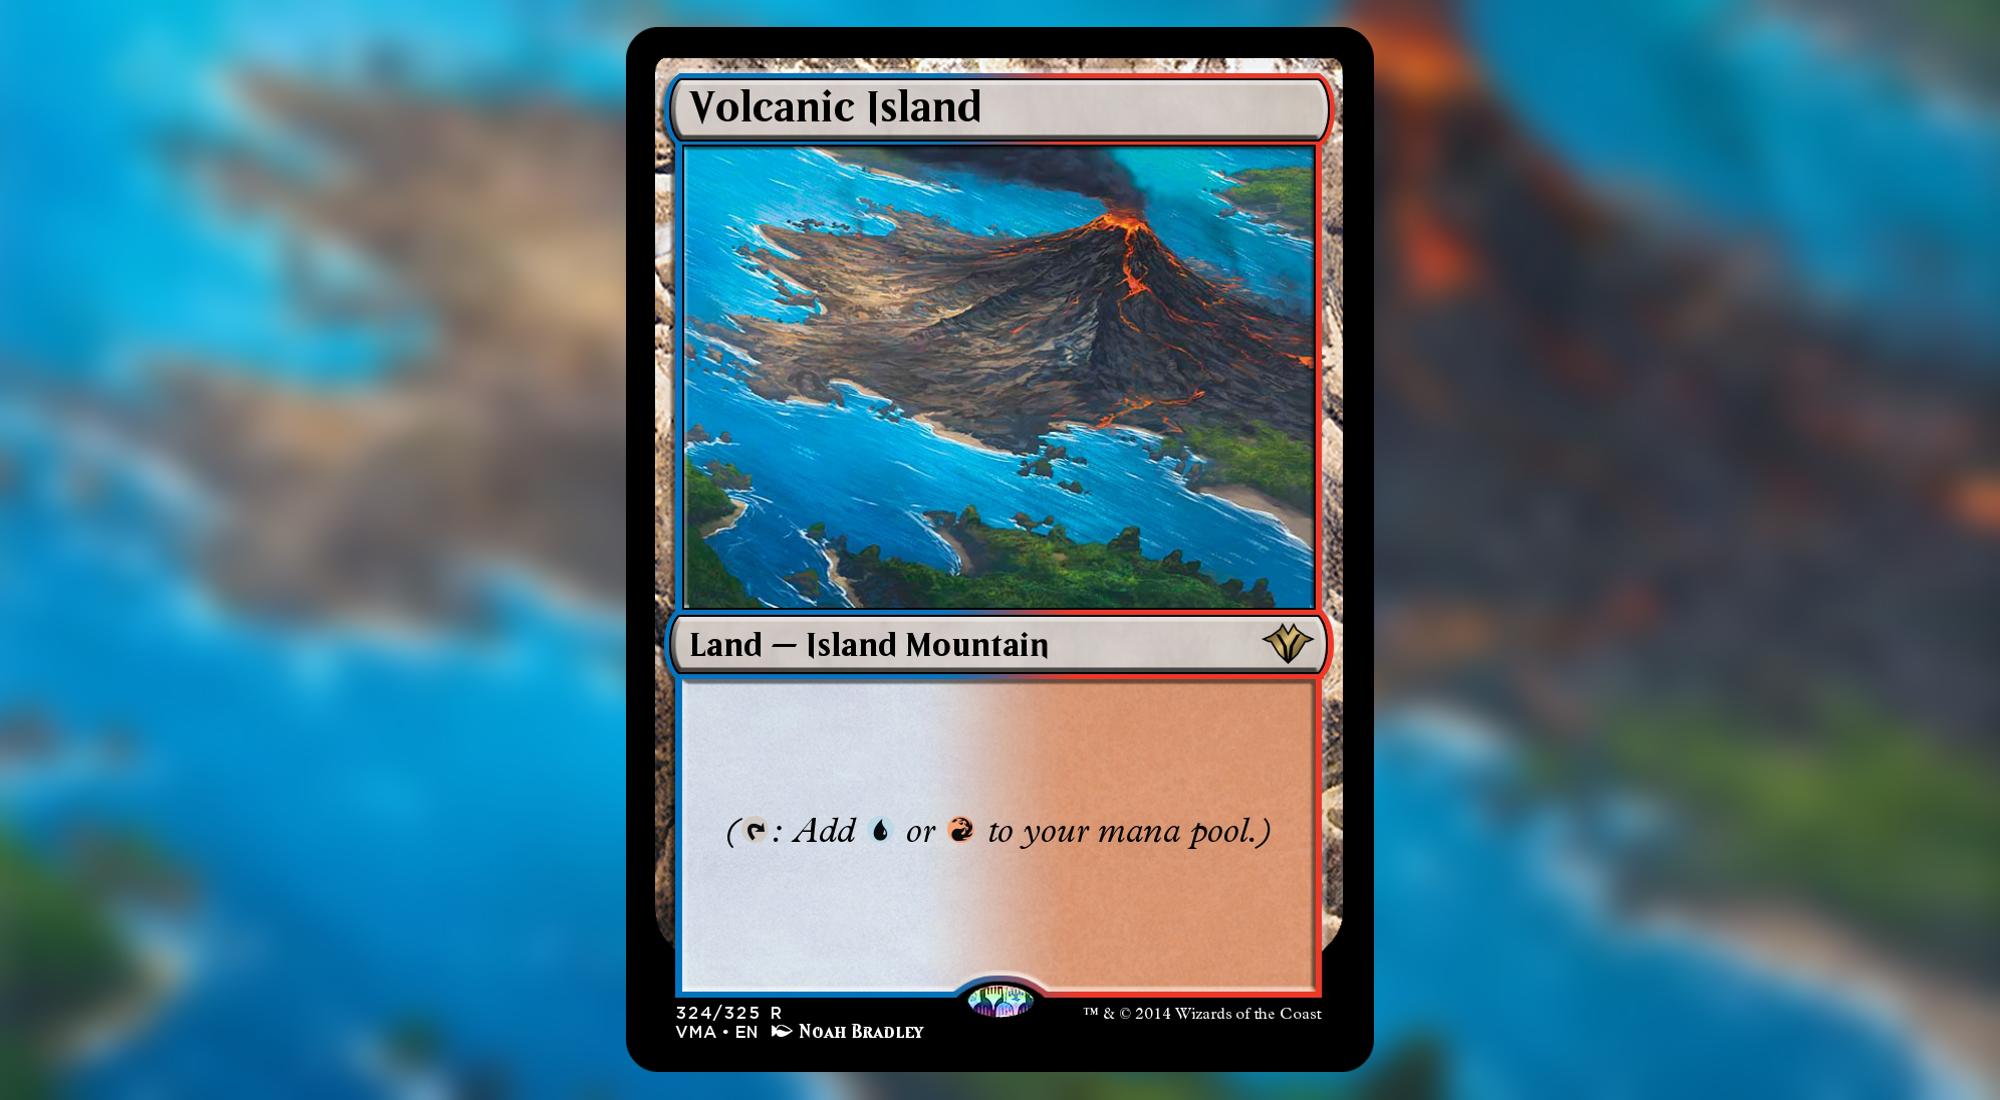 Volcanic Island
Land — Island Mountain
(: Add or to your mana pool.)
324/325 R
VMA • EN NOAH BRADLEY
™ & © 2014 Wizards of the Coast